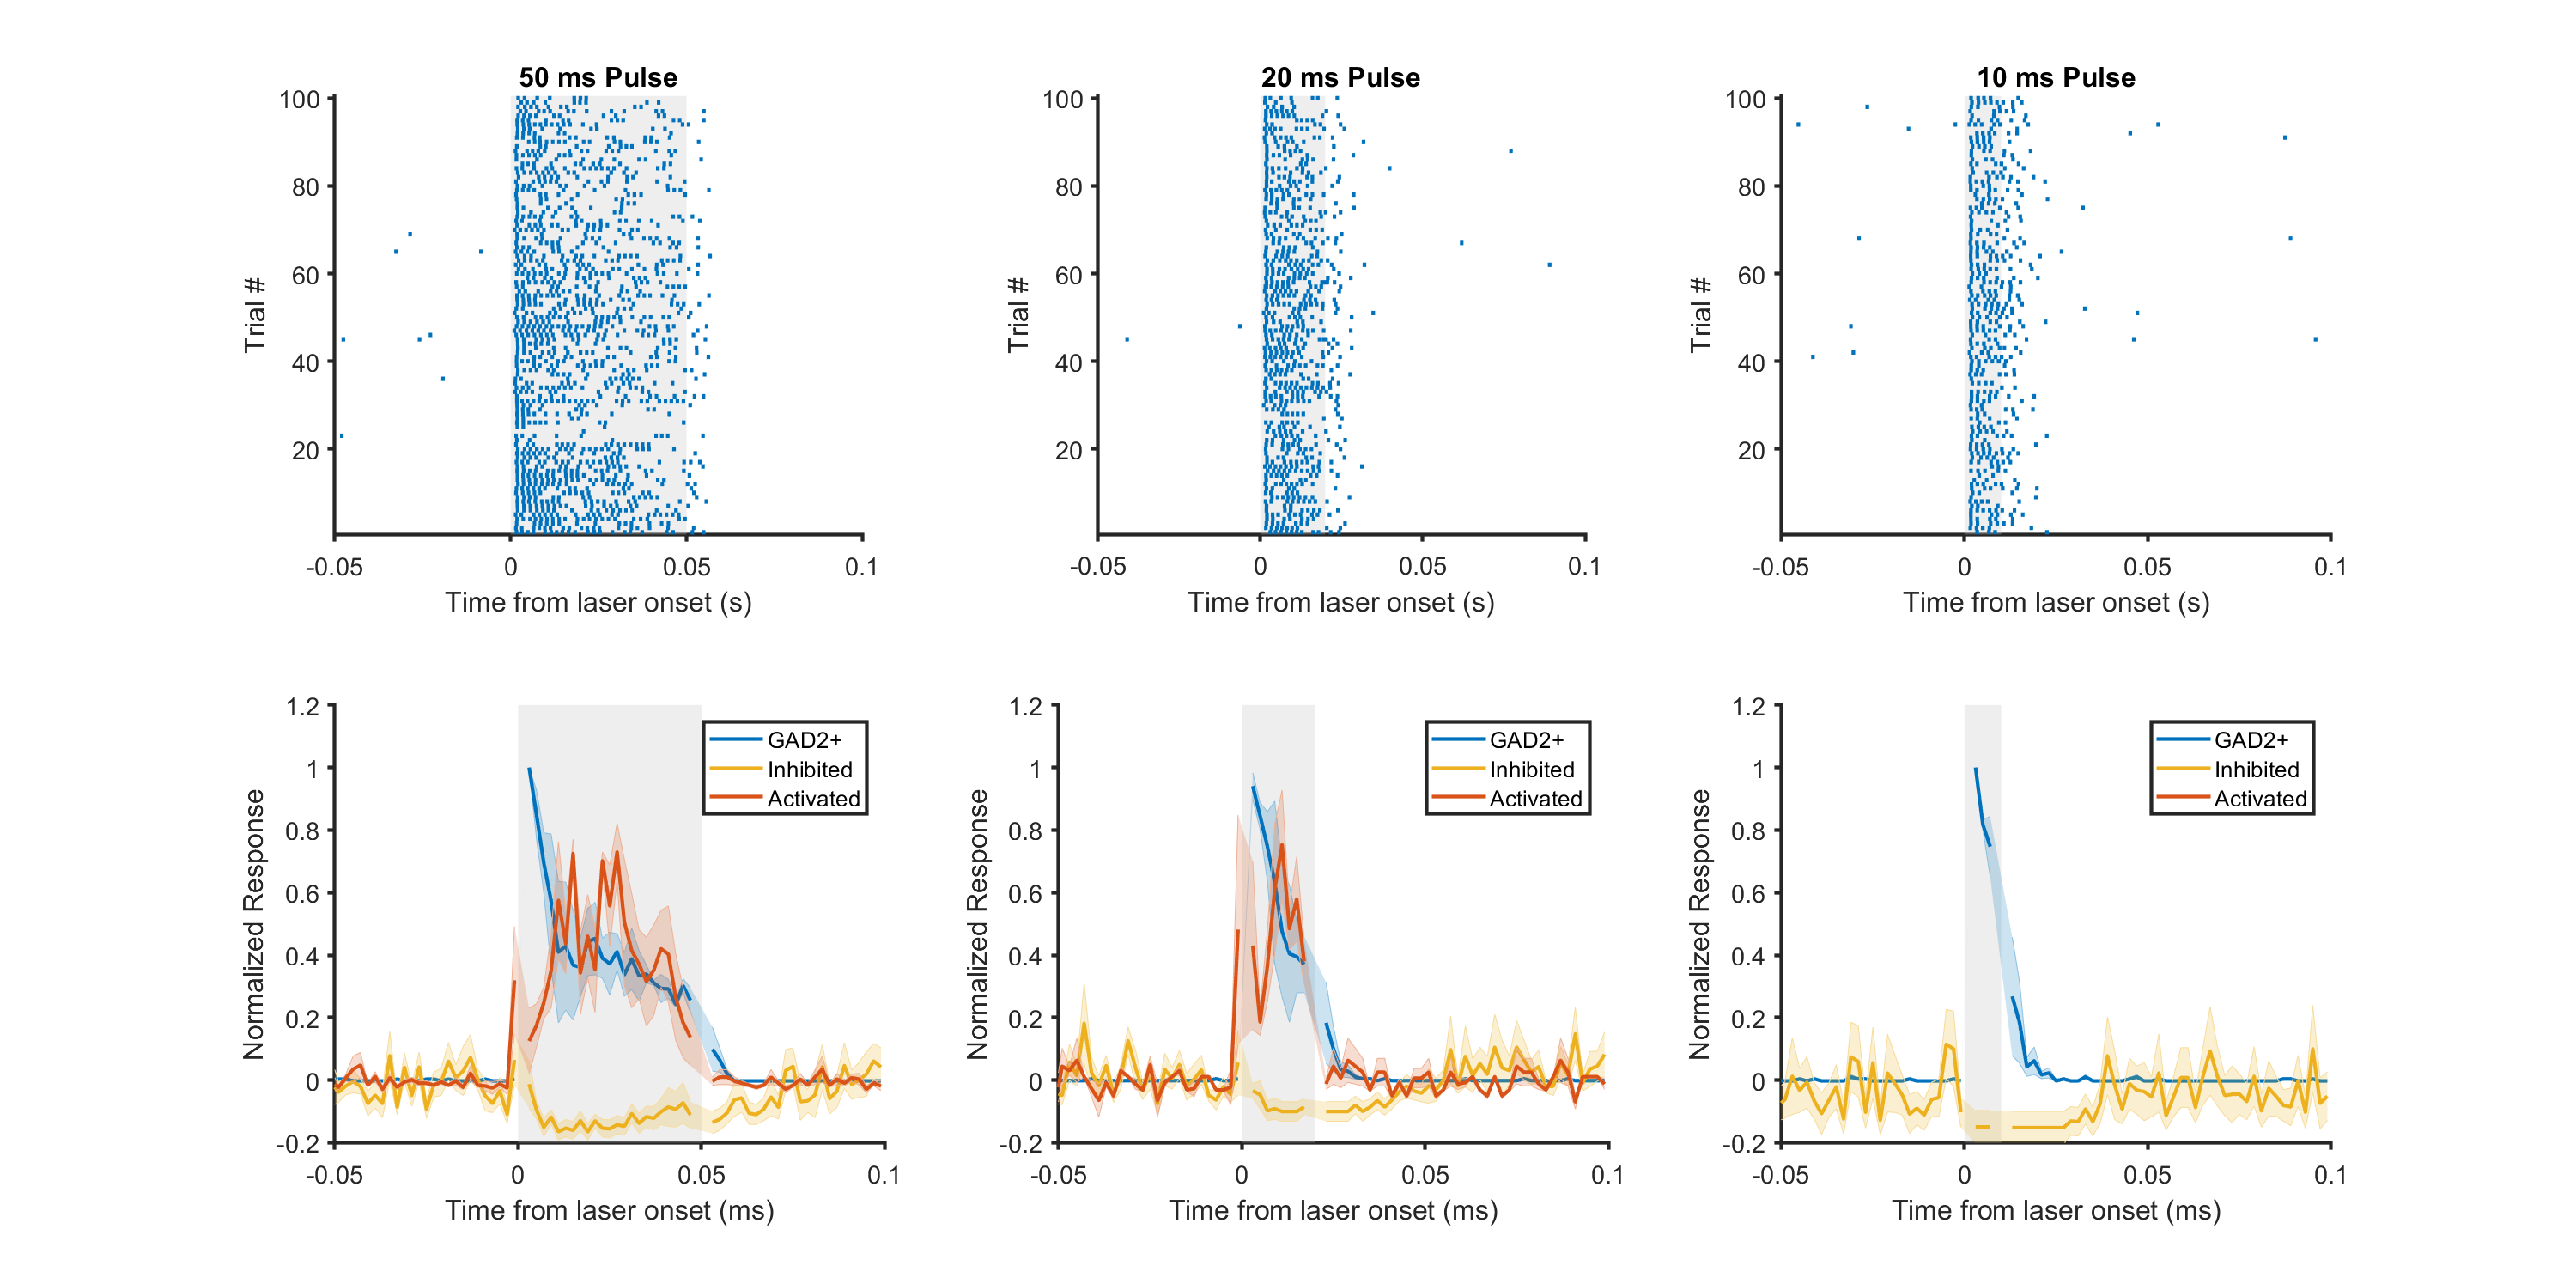 50 ms Pulse
20 ms Pulse
10 ms Pulse
100
80
60
40
20
Trial #
-0.05
0
0.05
0.1
Time from laser onset (s)
100
80
60
40
20
Trial #
-0.05
0
0.05
0.1
Time from laser onset (s)
100
80
60
40
20
Trial #
-0.05
0
0.05
0.1
Time from laser onset (s)
1.2
1
0.8
0.6
0.4
0.2
0
-0.2
Normalized Response
GAD2+
Inhibited
Activated
-0.05
0
0.05
0.1
Time from laser onset (ms)
1.2
1
0.8
0.6
0.4
0.2
0
-0.2
Normalized Response
GAD2+
Inhibited
Activated
-0.05
0
0.05
0.1
Time from laser onset (ms)
1.2
1
0.8
0.6
0.4
0.2
0
-0.2
Normalized Response
GAD2+
Inhibited
Activated
-0.05
0
0.05
0.1
Time from laser onset (ms)